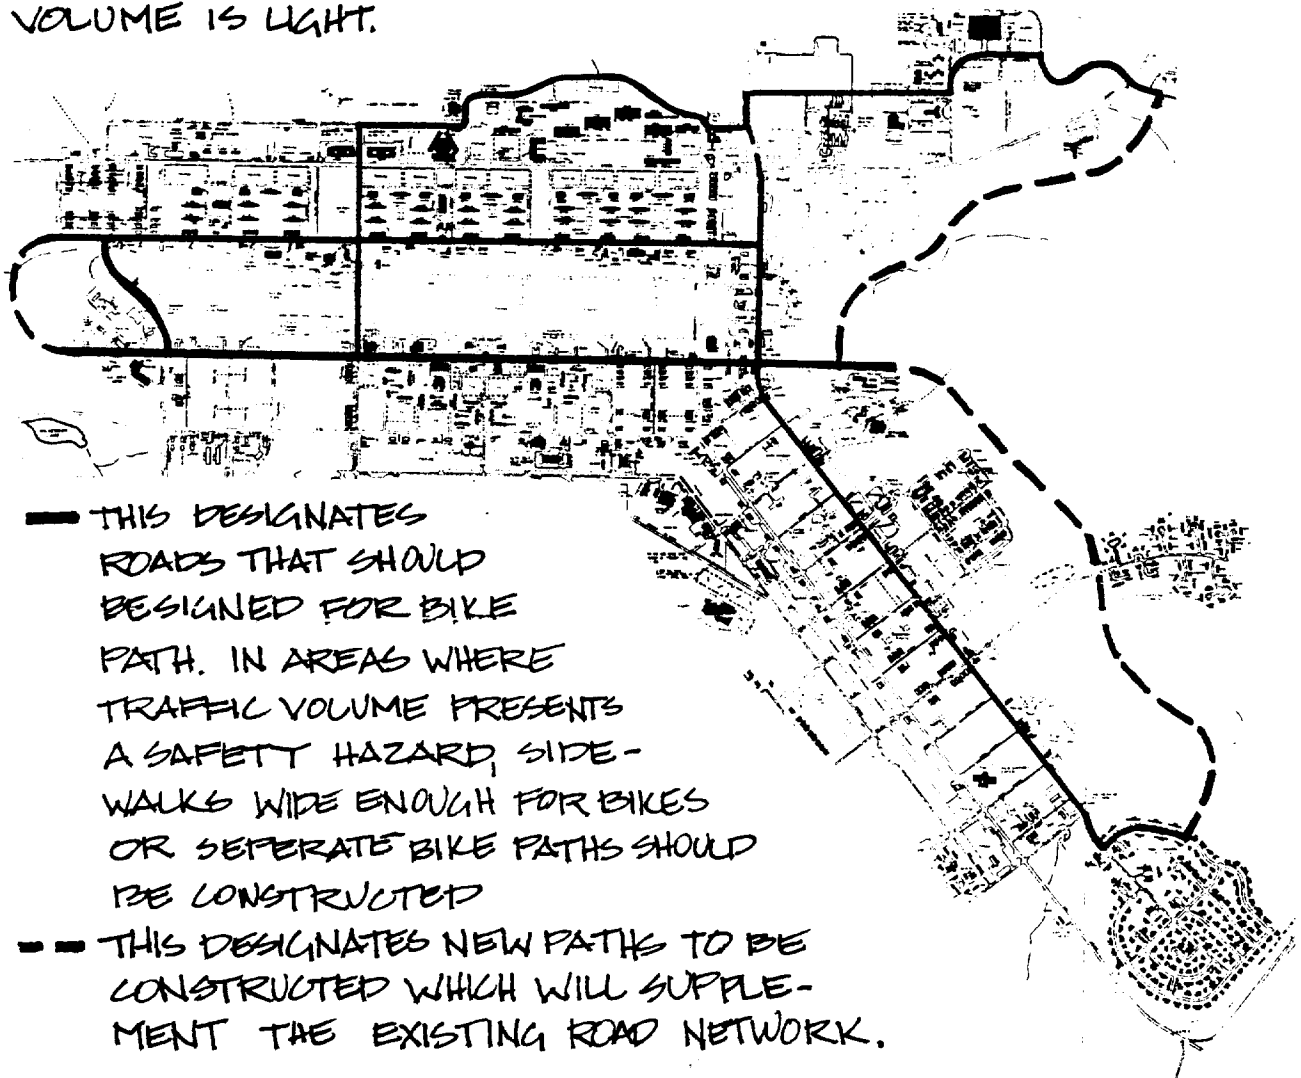 VOLUME IS LIGHT.
THIS DESIGNATES
ROADS THAT SHOULD
BESIGNED FOR BIKE
PATH. IN AREAS WHERE
TRAFFIC VOLUME PRESENTS
A SAFETY HAZARD, SIDE-
WALKS WIDE ENOUGH FOR BIKES
OR SEPERATE BIKE PATHS SHOULD
BE CONSTRUCTED
THIS DESIGNATES NEW PATHS TO BE
CONSTRUCTED WHICH WILL SUPPLE-
MENT THE EXISTING ROAD NETWORK.